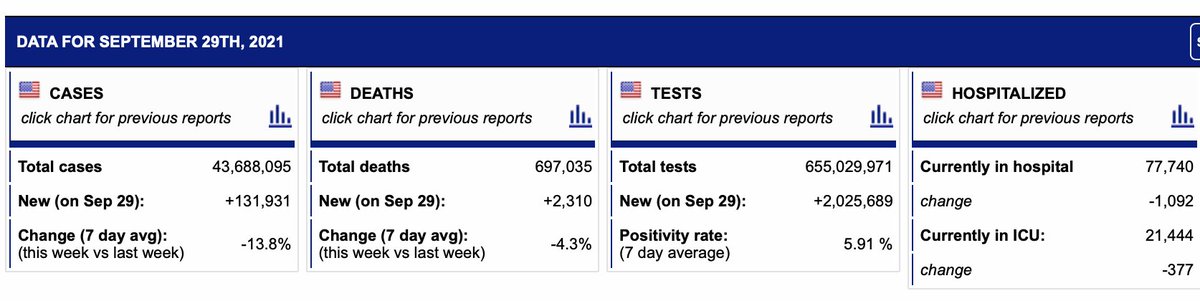 DATA FOR SEPTEMBER 29TH, 2021
CASES
click chart for previous reports
Total cases 43,688,095
New (on Sep 29): +131,931
Change (7 day avg): -13.8%
(this week vs last week)
DEATHS
click chart for previous reports
Total deaths 697,035
New (on Sep 29): +2,310
Change (7 day avg): -4.3%
(this week vs last week)
TESTS
click chart for previous reports
Total tests 655,029,971
New (on Sep 29): +2,025,689
Positivity rate: 5.91 %
(7 day average)
HOSPITALIZED
click chart for previous reports
Currently in hospital 77,740
change -1,092
Currently in ICU: 21,444
change -377